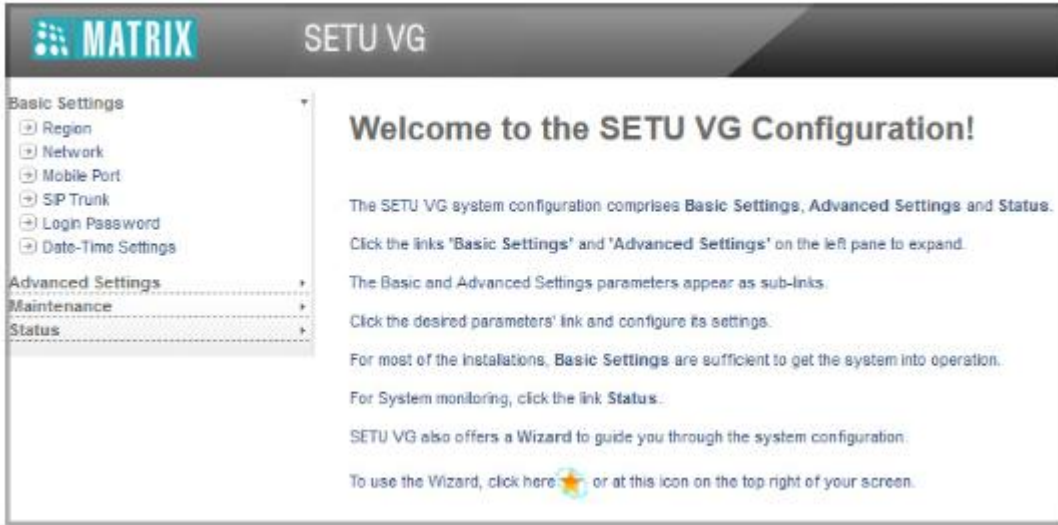 MATRIX SETU VG
Basic Settings
Region
Network
Mobile Port
SIP Trunk
Login Password
Date-Time Settings
Advanced Settings
Maintenance
Status
Welcome to the SETU VG Configuration!
The SETU VG system configuration comprises Basic Settings, Advanced Settings and Status.
Click the links 'Basic Settings' and 'Advanced Settings' on the left pane to expand.
The Basic and Advanced Settings parameters appear as sub-links.
Click the desired parameters' link and configure its settings.
For most of the installations, Basic Settings are sufficient to get the system into operation.
For System monitoring, click the link Status.
SETU VG also offers a Wizard to guide you through the system configuration.
To use the Wizard, click here or at this icon on the top right of your screen.